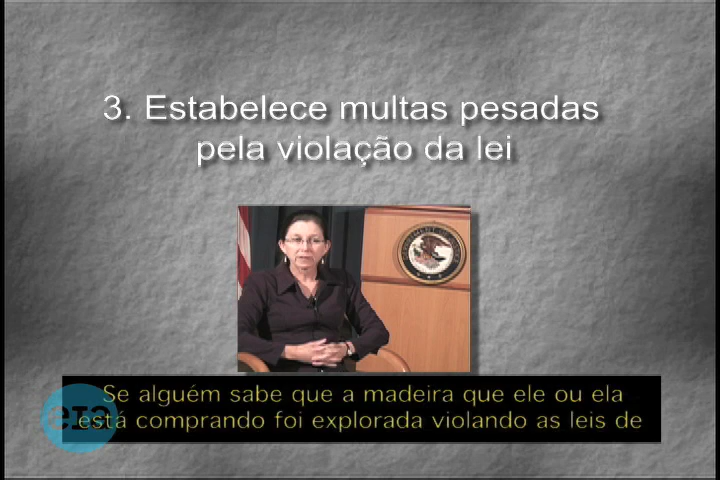 3. Estabelece multas pesadas
pela violação da lei
Se alguém sabe que a madeira que ele ou ela
está comprando foi explorada violando as leis de
eia